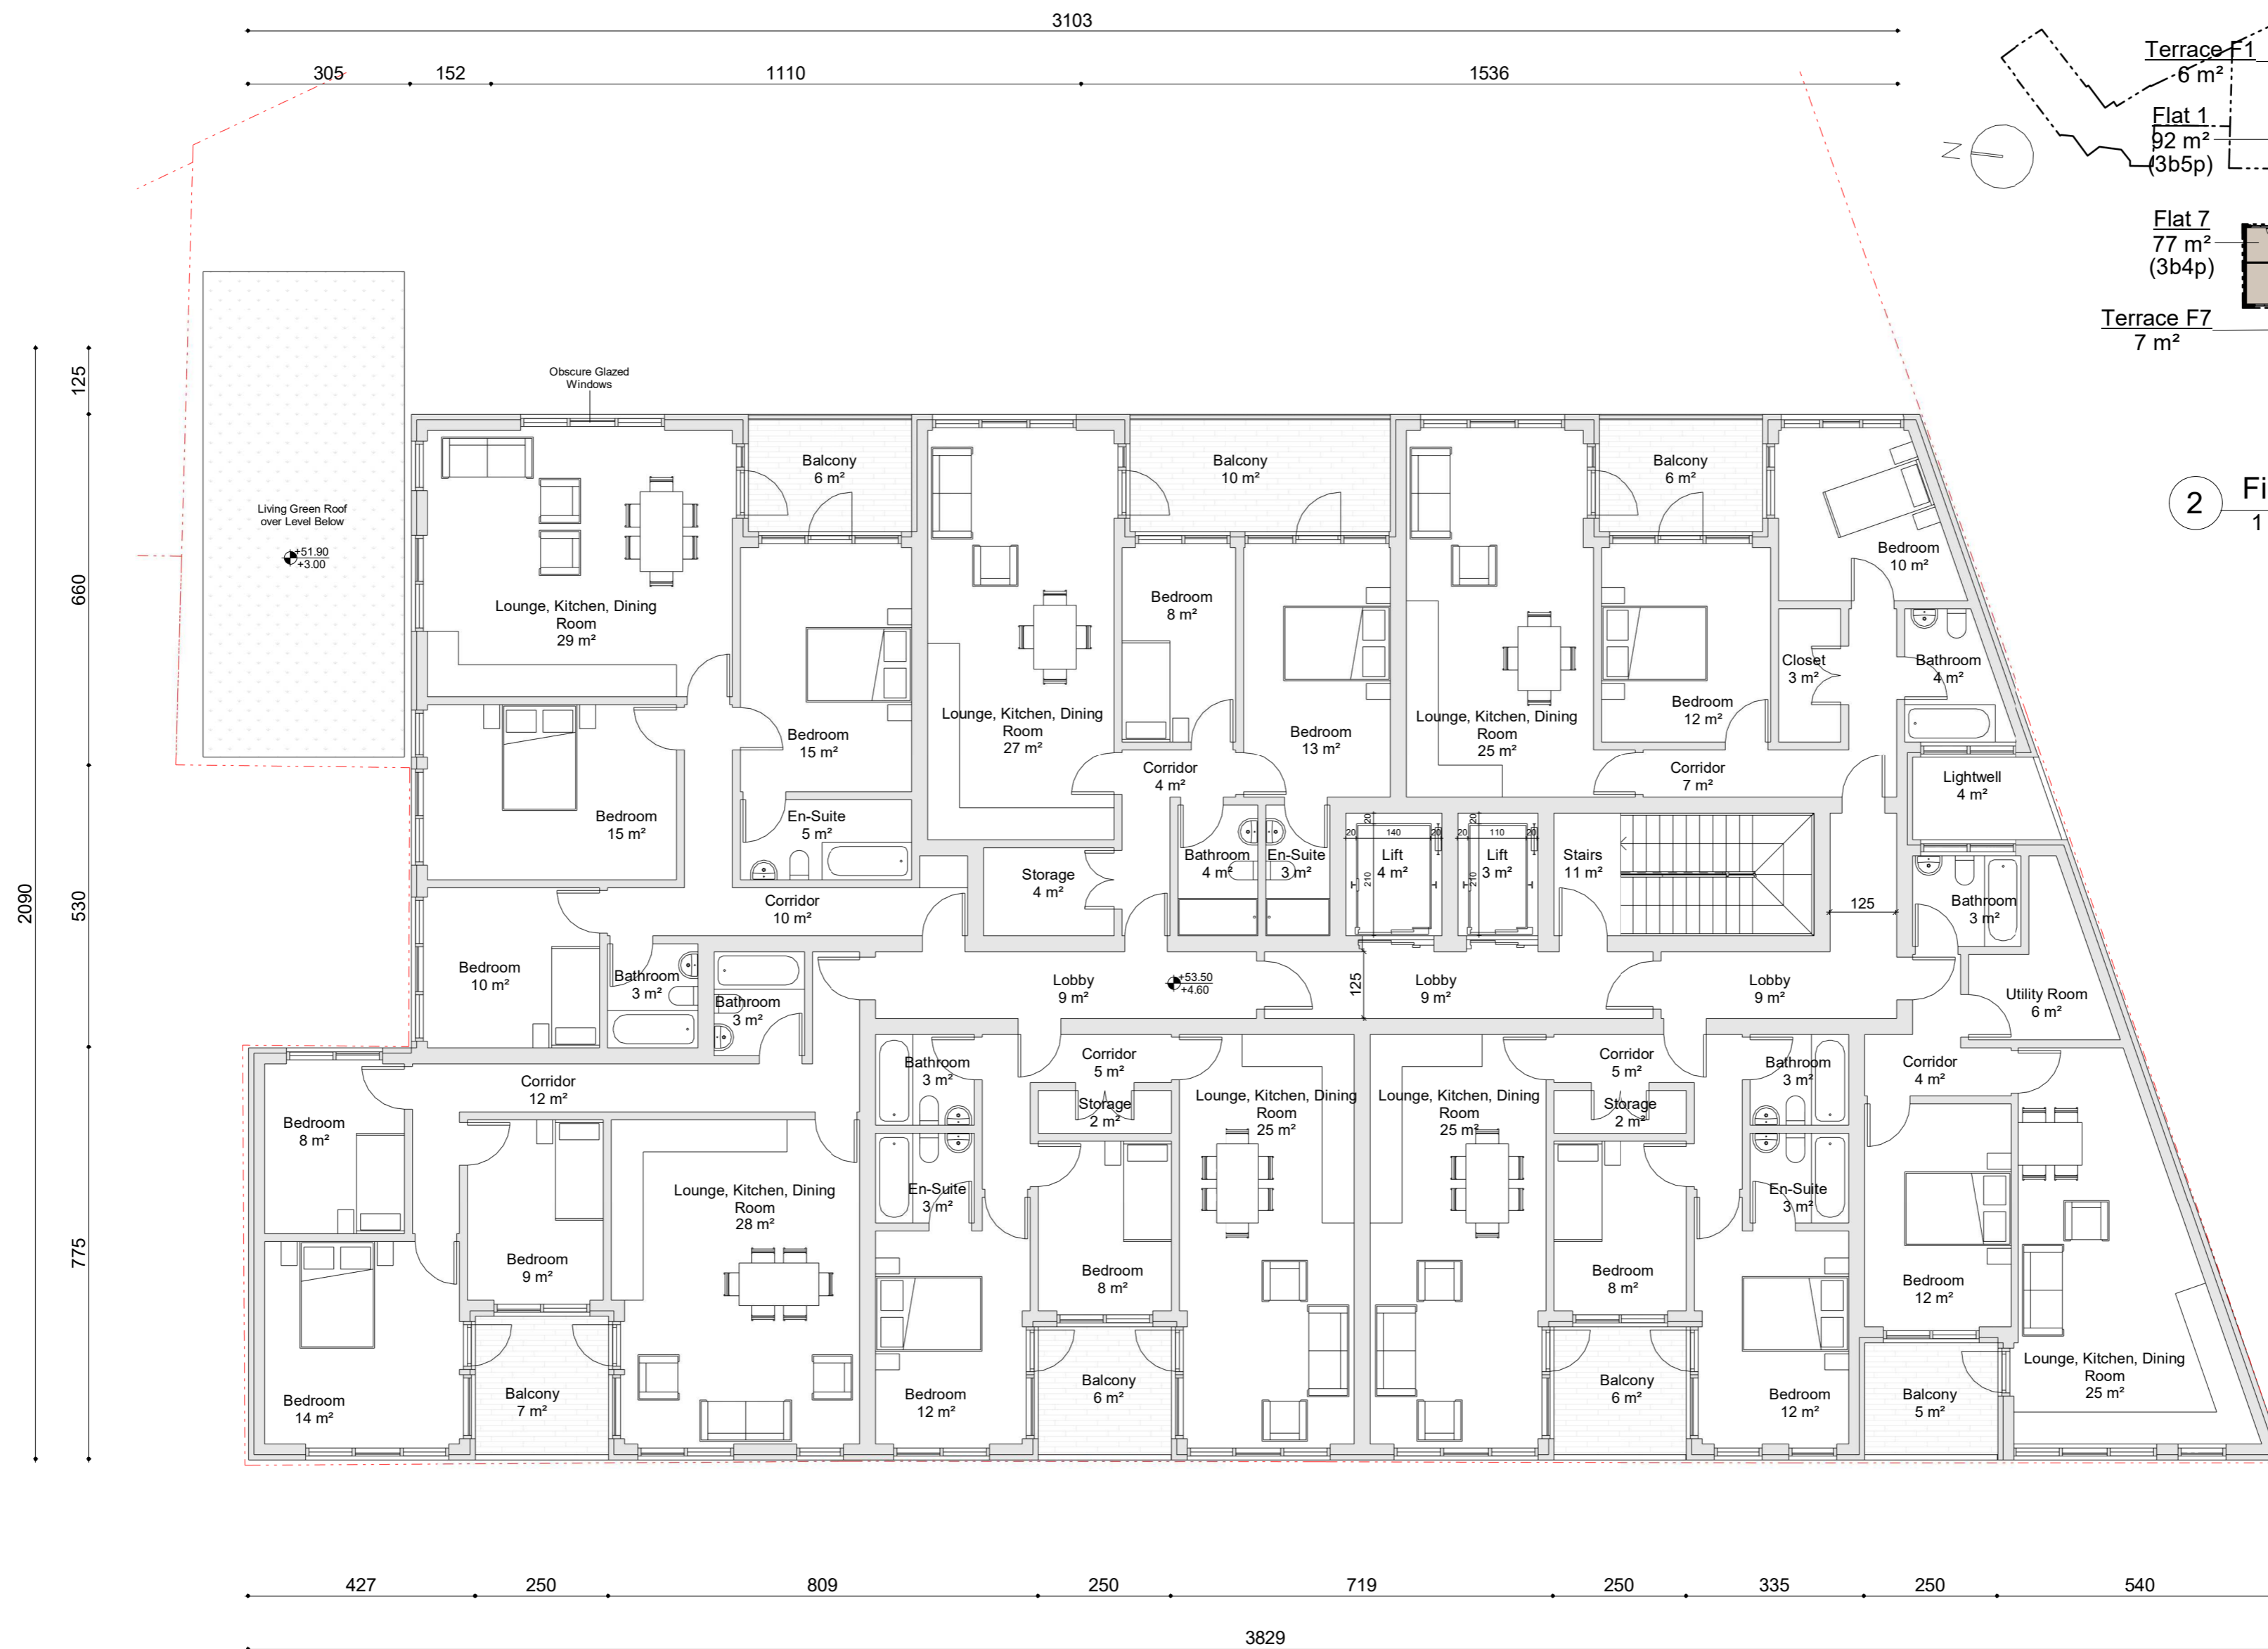 3103
305
152
1110
1536
Terrace F1
6 m²
Flat 1
92 m²
(3b5p)
N
Flat 7
77 m²
(3b4p)
Terrace F7
7 m²
2
Fi
1
125
660
530
775
2090
Obscure Glazed
Windows
Living Green Roof
over Level Below
+51.90
+3.00
Balcony
6 m²
Balcony
10 m²
Balcony
6 m²
Bedroom
10 m²
Lounge, Kitchen, Dining
Room
29 m²
Bedroom
8 m²
Closet
3 m²
Bathroom
4 m²
Bedroom
15 m²
Lounge, Kitchen, Dining
Room
27 m²
Bedroom
13 m²
Lounge, Kitchen, Dining
Room
25 m²
Bedroom
12 m²
Corridor
4 m²
Corridor
7 m²
Lightwell
4 m²
Bedroom
15 m²
En-Suite
5 m²
Storage
4 m²
Bathroom
4 m²
En-Suite
3 m²
20
20
140
20
210
Lift
4 m²
20
20
110
20
210
Lift
3 m²
Stairs
11 m²
125
Bathroom
3 m²
Corridor
10 m²
Bedroom
10 m²
Bathroom
3 m²
Bathroom
3 m²
Lobby
9 m²
+53.50
+4.60
125
Lobby
9 m²
Lobby
9 m²
Utility Room
6 m²
Corridor
12 m²
Bathroom
3 m²
Corridor
5 m²
Storage
2 m²
Lounge, Kitchen, Dining
Room
25 m²
Lounge, Kitchen, Dining
Room
25 m²
Corridor
5 m²
Storage
2 m²
Bathroom
3 m²
Corridor
4 m²
Bedroom
8 m²
Bedroom
9 m²
Lounge, Kitchen, Dining
Room
28 m²
En-Suite
3 m²
Bedroom
8 m²
Bedroom
8 m²
En-Suite
3 m²
Bedroom
12 m²
Bedroom
14 m²
Balcony
7 m²
Bedroom
12 m²
Balcony
6 m²
Balcony
6 m²
Bedroom
12 m²
Balcony
5 m²
Lounge, Kitchen, Dining
Room
25 m²
427
250
809
250
719
250
335
250
540
3829